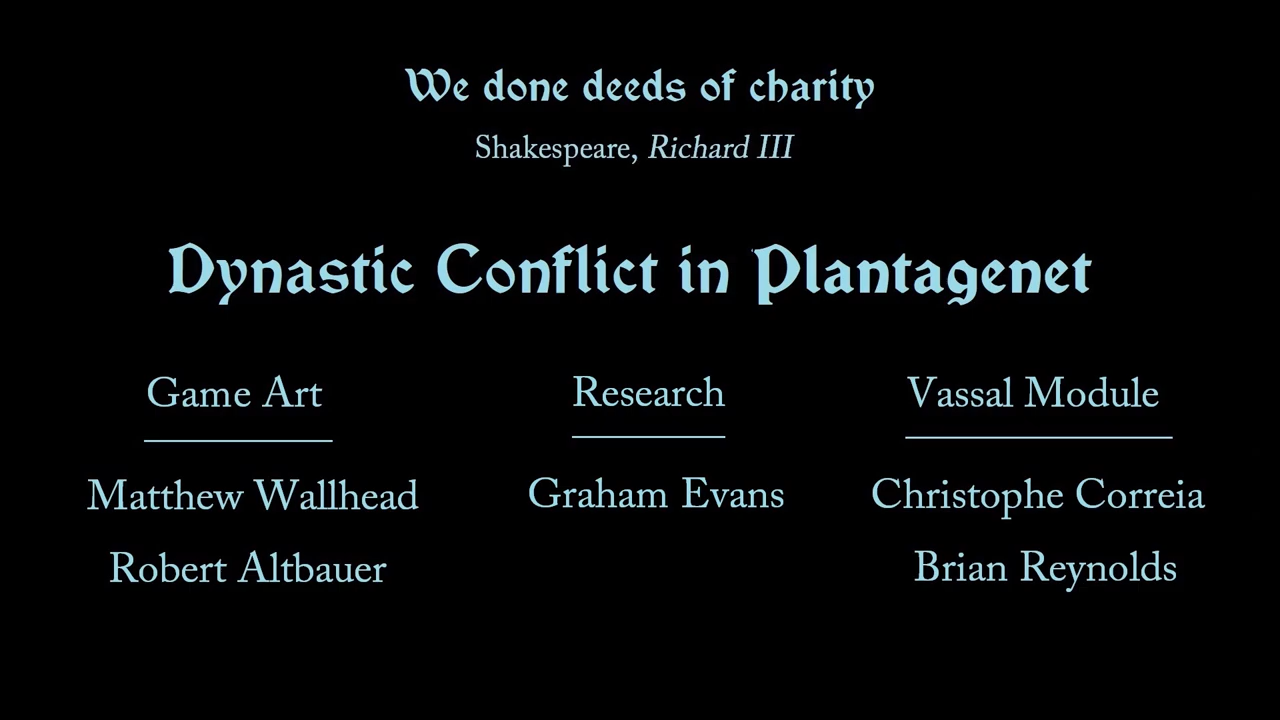 We done deeds of charity
Shakespeare, Richard III
Dynastic Conflict in Plantagenet
Game Art
Research
Vassal Module
Matthew Wallhead
Graham Evans
Christophe Correia
Robert Altbauer
Brian Reynolds